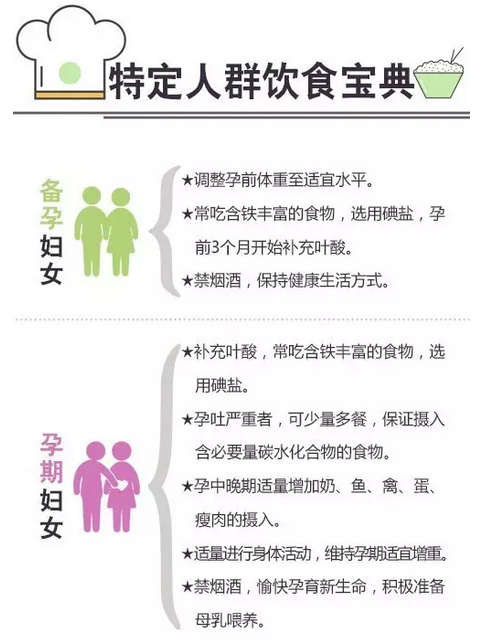 特定人群饮食宝典
备孕妇女
★调整孕前体重至适宜水平。
★常吃含铁丰富的食物，选用碘盐，孕
前3个月开始补充叶酸。
★禁烟酒，保持健康生活方式。
孕期妇女
★补充叶酸，常吃含铁丰富的食物，选
用碘盐。
★孕吐严重者，可少量多餐，保证摄入
含必要量碳水化合物的食物。
★孕中晚期适量增加奶、鱼、禽、蛋、
瘦肉的摄入。
★适量进行身体活动，维持孕期适宜增重。
★禁烟酒，愉快孕育新生命，积极准备
母乳喂养。